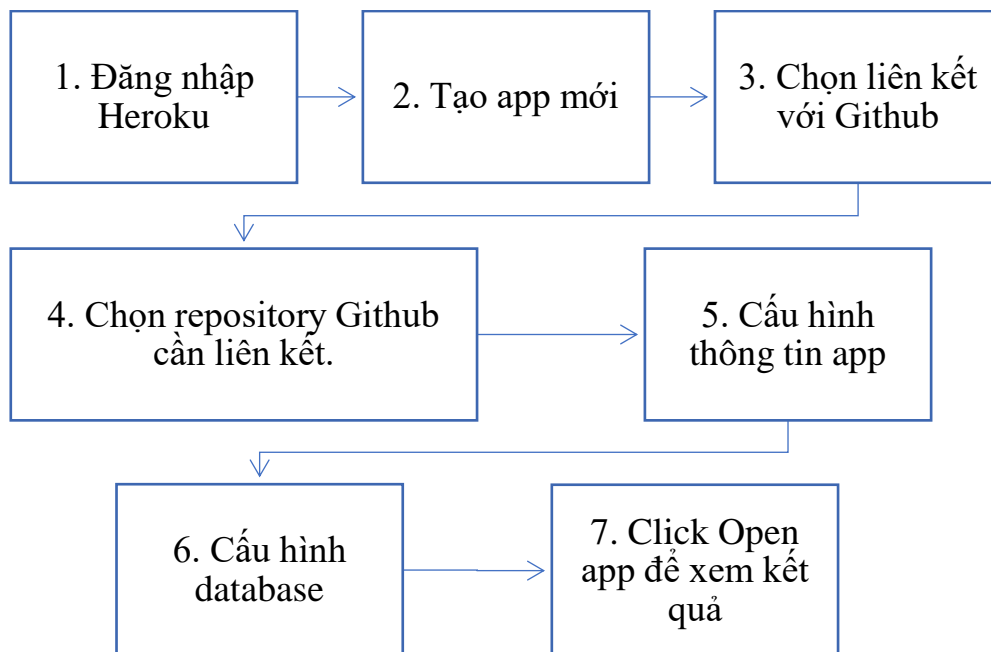 1. Đăng nhập
Heroku
2. Tạo app mới
3. Chọn liên kết
với Github
4. Chọn repository Github
cần liên kết.
5. Cấu hình
thông tin app
6. Cấu hình
database
7. Click Open
app để xem kết
quả